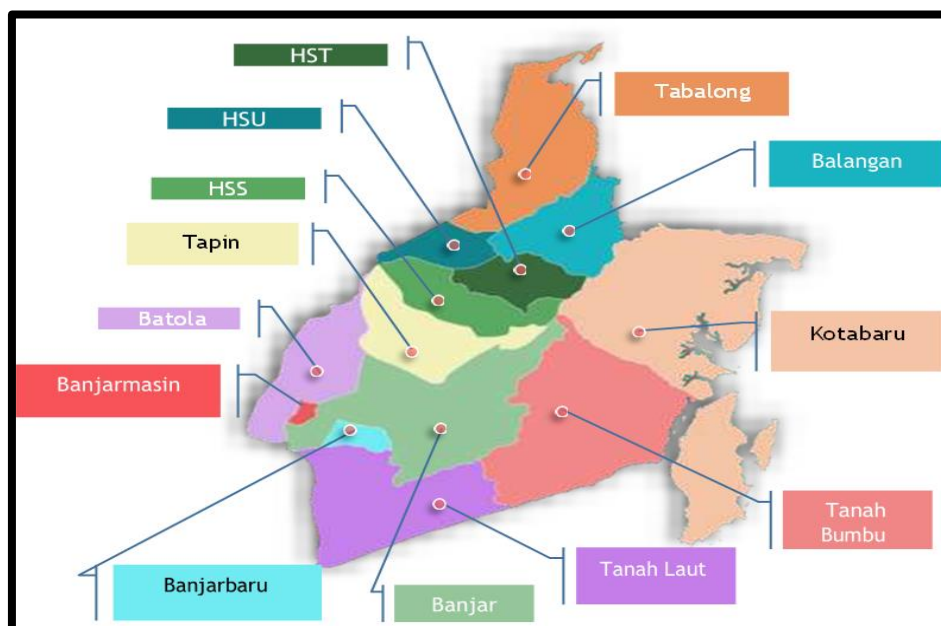 HST
Tabalong
HSU
Balangan
HSS
Tapin
Batola
Kotabaru
Banjarmasin
Tanah
Bumbu
Tanah Laut
Banjarbaru
Banjar